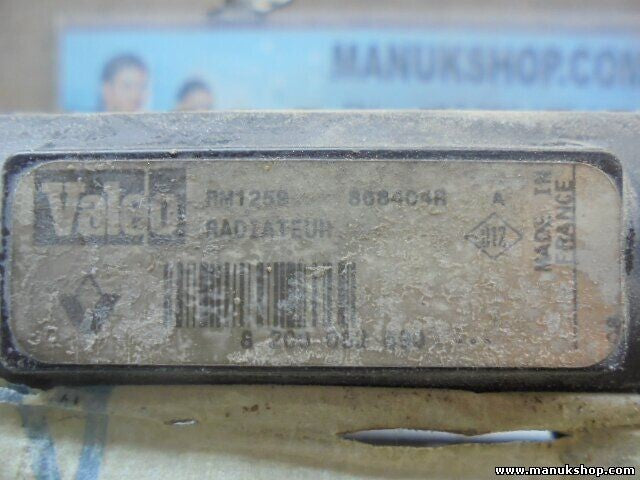 MANUKSHOP.COM
Valeo RM1259 868404R A
RADIATEUR
MADE IN
FRANCE
www.manukshop.com